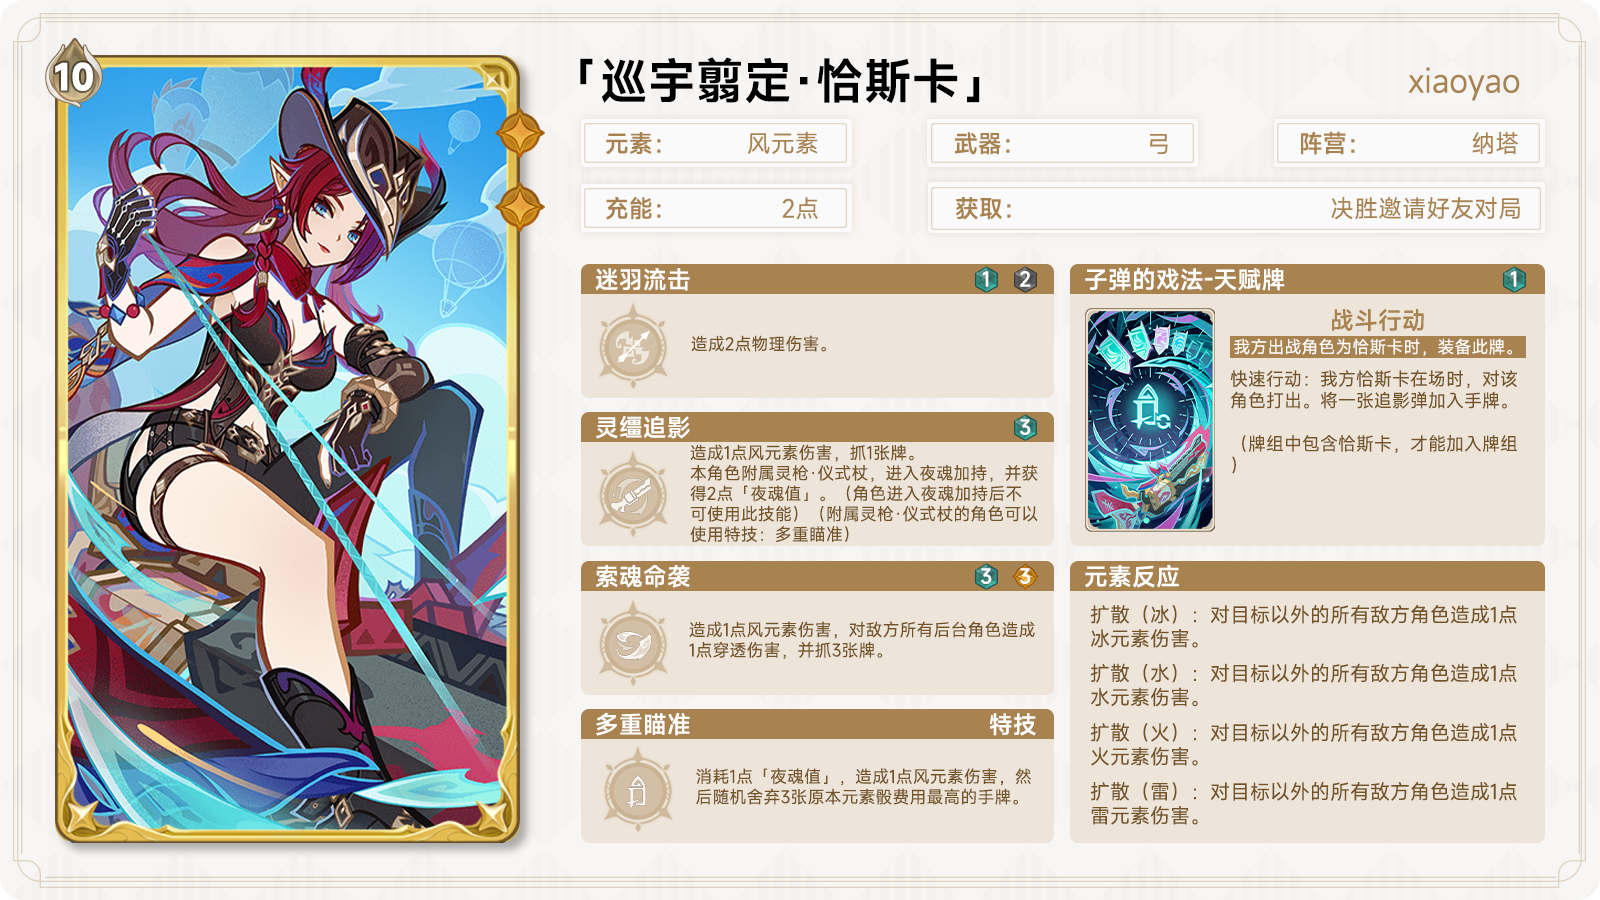 10
「巡宇翦定·恰斯卡」
xiaoyao
元素： 风元素
武器： 弓
阵营： 纳塔
充能： 2点
获取： 决胜邀请好友对局
迷羽流击 1 2
造成2点物理伤害。
灵缰追影 3
造成1点风元素伤害，抓1张牌。
本角色附属灵枪·仪式杖，进入夜魂加持，并获
得2点「夜魂值」。（角色进入夜魂加持后不
可使用此技能）（附属灵枪·仪式杖的角色可以
使用特技：多重瞄准）
索魂命袭 3 3
造成1点风元素伤害，对敌方所有后台角色造成
1点穿透伤害，并抓3张牌。
多重瞄准 特技
消耗1点「夜魂值」，造成1点风元素伤害，然
后随机舍弃3张原本元素骰费用最高的手牌。
子弹的戏法-天赋牌 1
战斗行动
我方出战角色为恰斯卡时，装备此牌。
快速行动：我方恰斯卡在场时，对该
角色打出。将一张追影弹加入手牌。
（牌组中包含恰斯卡，才能加入牌组
）
元素反应
扩散（冰）：对目标以外的所有敌方角色造成1点
冰元素伤害。
扩散（水）：对目标以外的所有敌方角色造成1点
水元素伤害。
扩散（火）：对目标以外的所有敌方角色造成1点
火元素伤害。
扩散（雷）：对目标以外的所有敌方角色造成1点
雷元素伤害。